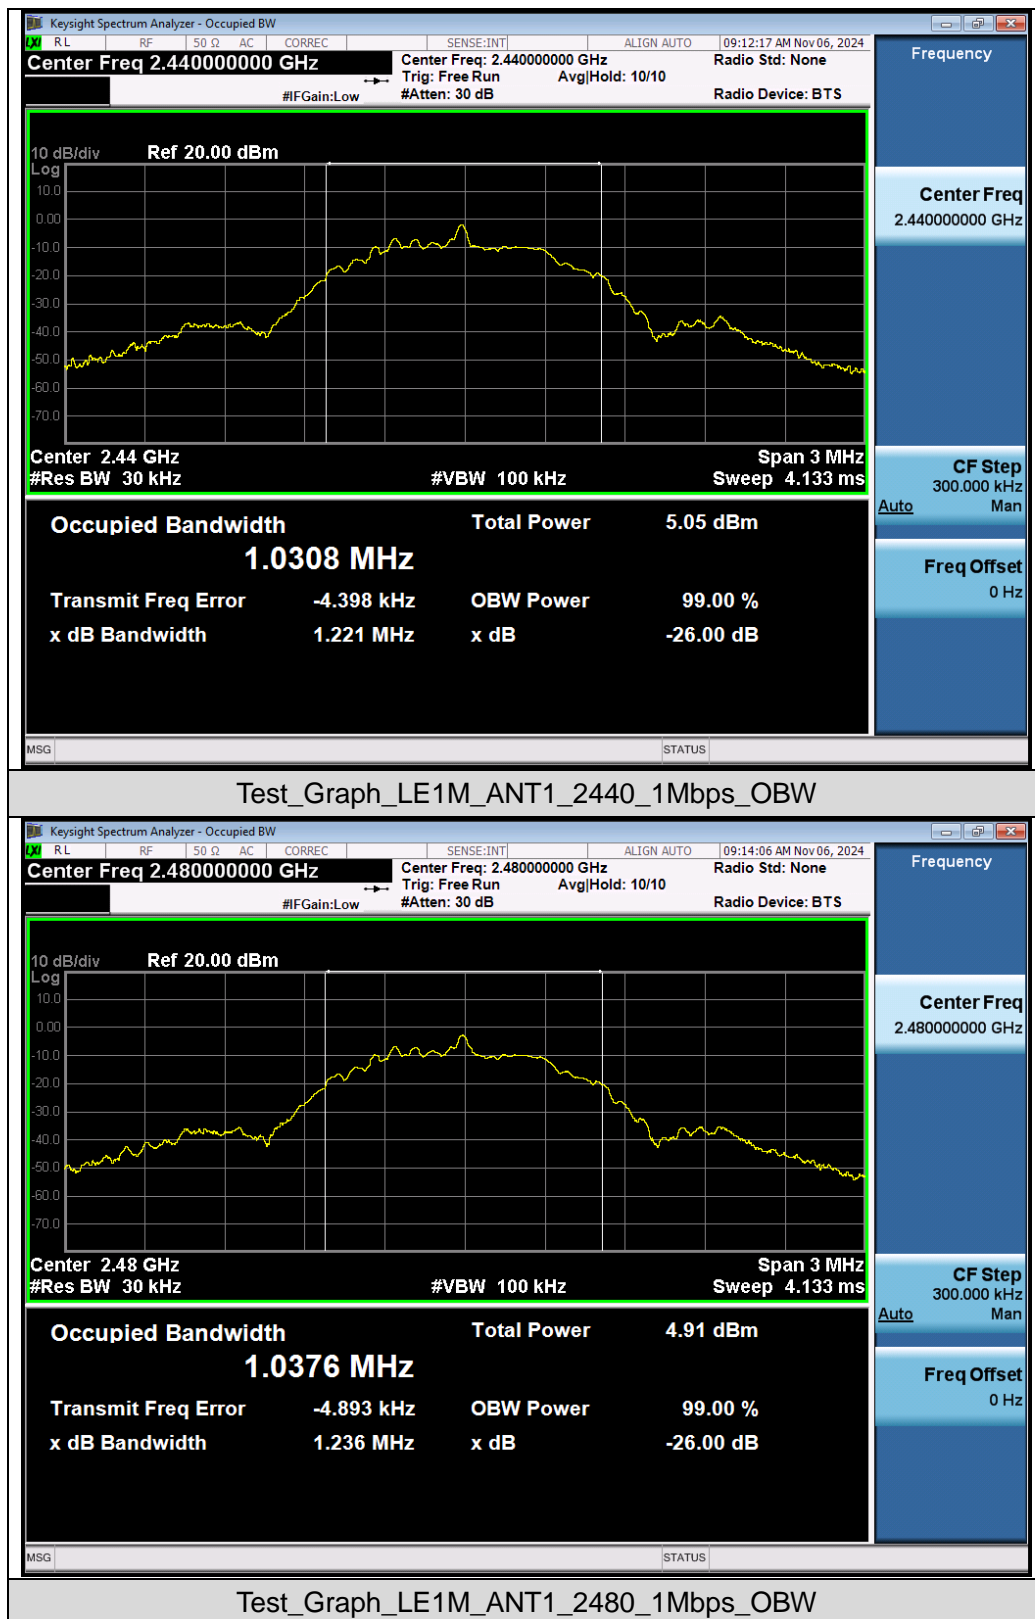 Keysight Spectrum Analyzer - Occupied BW
LXI RL RF 50 Ω AC CORREC SENSE:INT ALIGN AUTO 09:12:17 AM Nov 06, 2024
Center Freq 2.440000000 GHz
Center Freq: 2.440000000 GHz Radio Std: None
Trig: Free Run Avg|Hold: 10/10
#IFGain:Low #Atten: 30 dB Radio Device: BTS
Frequency
10 dB/div Ref 20.00 dBm
Log
10.0
0.00
-10.0
-20.0
-30.0
-40.0
-50.0
-60.0
-70.0
Center Freq
2.440000000 GHz
Center 2.44 GHz Span 3 MHz
#Res BW 30 kHz #VBW 100 kHz Sweep 4.133 ms
CF Step
300.000 kHz
Auto Man
Occupied Bandwidth Total Power 5.05 dBm
1.0308 MHz
Freq Offset
0 Hz
Transmit Freq Error -4.398 kHz OBW Power 99.00 %
x dB Bandwidth 1.221 MHz x dB -26.00 dB
MSG STATUS
Test_Graph_LE1M_ANT1_2440_1Mbps_OBW
Keysight Spectrum Analyzer - Occupied BW
LXI RL RF 50 Ω AC CORREC SENSE:INT ALIGN AUTO 09:14:06 AM Nov 06, 2024
Center Freq 2.480000000 GHz
Center Freq: 2.480000000 GHz Radio Std: None
Trig: Free Run Avg|Hold: 10/10
#IFGain:Low #Atten: 30 dB Radio Device: BTS
Frequency
10 dB/div Ref 20.00 dBm
Log
10.0
0.00
-10.0
-20.0
-30.0
-40.0
-50.0
-60.0
-70.0
Center Freq
2.480000000 GHz
Center 2.48 GHz Span 3 MHz
#Res BW 30 kHz #VBW 100 kHz Sweep 4.133 ms
CF Step
300.000 kHz
Auto Man
Occupied Bandwidth Total Power 4.91 dBm
1.0376 MHz
Freq Offset
0 Hz
Transmit Freq Error -4.893 kHz OBW Power 99.00 %
x dB Bandwidth 1.236 MHz x dB -26.00 dB
MSG STATUS
Test_Graph_LE1M_ANT1_2480_1Mbps_OBW